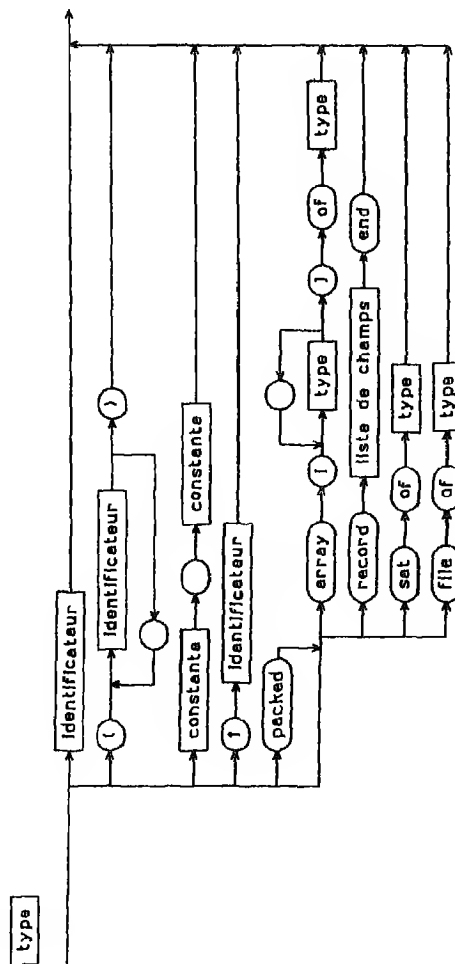 type
identificateur
( identificateur )
constante constante
↑ identificateur
packed
array [ type ] of type
record liste de champs end
set of type
file of type